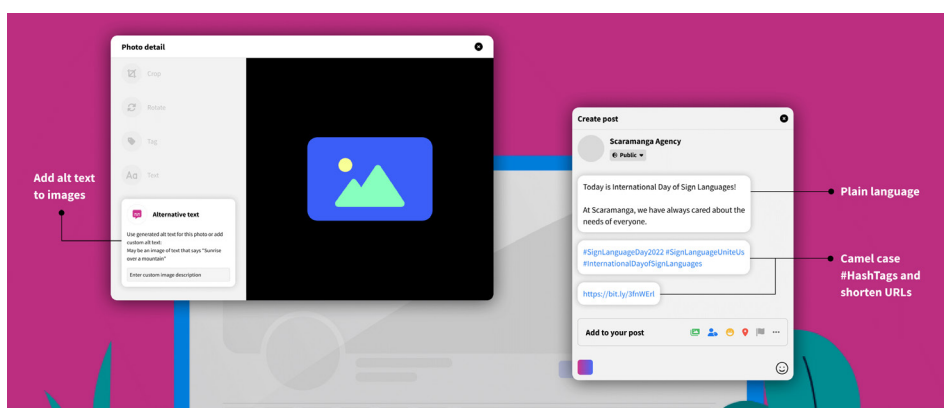 Photo detail
Crop
Rotate
Tag
Aa Text
Add alt text
to images
Alternative text
Use generated alt text for this photo or add
custom alt text:
May be an image of text that says "Sunrise
over a mountain"
Enter custom image description
Create post
Scaramanga Agency
Public
Today is International Day of Sign Languages!
At Scaramanga, we have always cared about the
needs of everyone.
#SignLanguageDay2022 #SignLanguageUniteUs
#InternationalDayofSignLanguages
https://bit.ly/3fnWErl
Add to your post
Plain language
Camel case
#HashTags and
shorten URLs